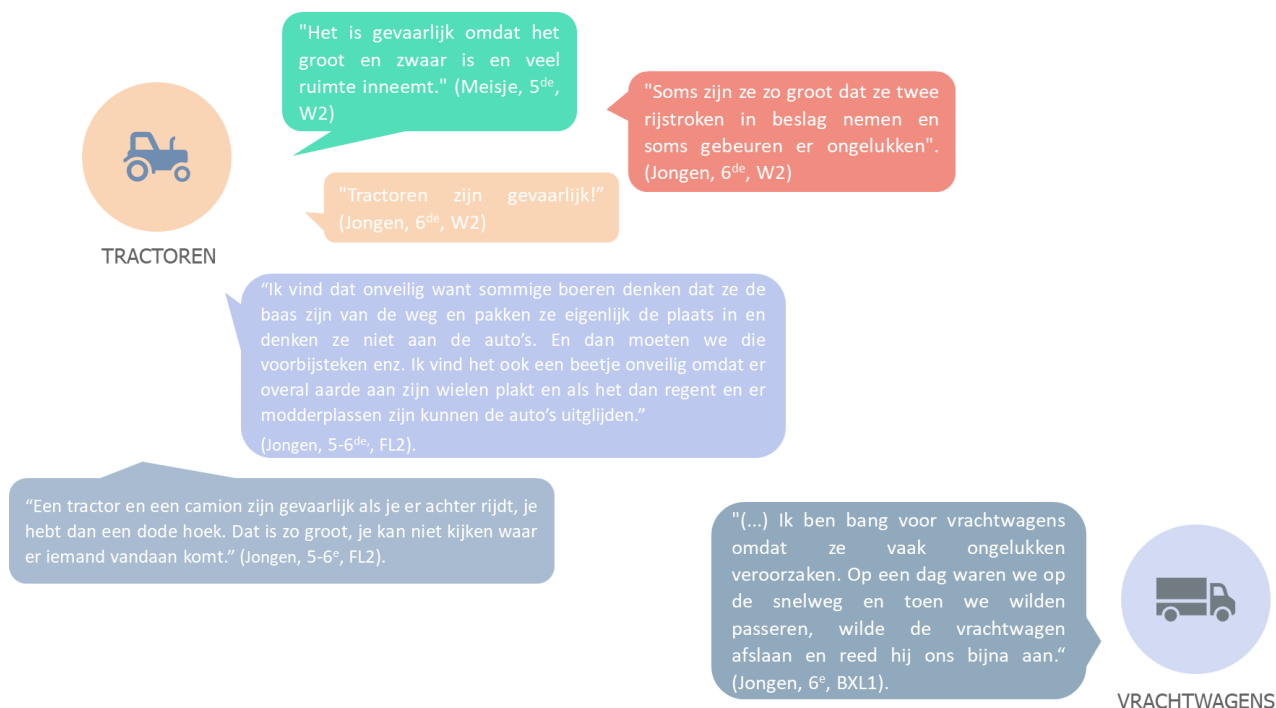 "Het is gevaarlijk omdat het
groot en zwaar is en veel
ruimte inneemt." (Meisje, 5de,
W2)
"Soms zijn ze zo groot dat ze twee
rijstroken in beslag nemen en
soms gebeuren er ongelukken".
(Jongen, 6de, W2)
"Tractoren zijn gevaarlijk!”
(Jongen, 6de, W2)
TRACTOREN
“Ik vind dat onveilig want sommige boeren denken dat ze de
baas zijn van de weg en pakken ze eigenlijk de plaats in en
denken ze niet aan de auto’s. En dan moeten we die
voorbijsteken enz. Ik vind het ook een beetje onveilig omdat er
overal aarde aan zijn wielen plakt en als het dan regent en er
modderplassen zijn kunnen de auto’s uitglijden.”
(Jongen, 5-6de,, FL2).
“Een tractor en een camion zijn gevaarlijk als je er achter rijdt, je
hebt dan een dode hoek. Dat is zo groot, je kan niet kijken waar
er iemand vandaan komt.” (Jongen, 5-6e, FL2).
"(...) Ik ben bang voor vrachtwagens
omdat ze vaak ongelukken
veroorzaken. Op een dag waren we op
de snelweg en toen we wilden
passeren, wilde de vrachtwagen
afslaan en reed hij ons bijna aan.“
(Jongen, 6e, BXL1).
VRACHTWAGENS